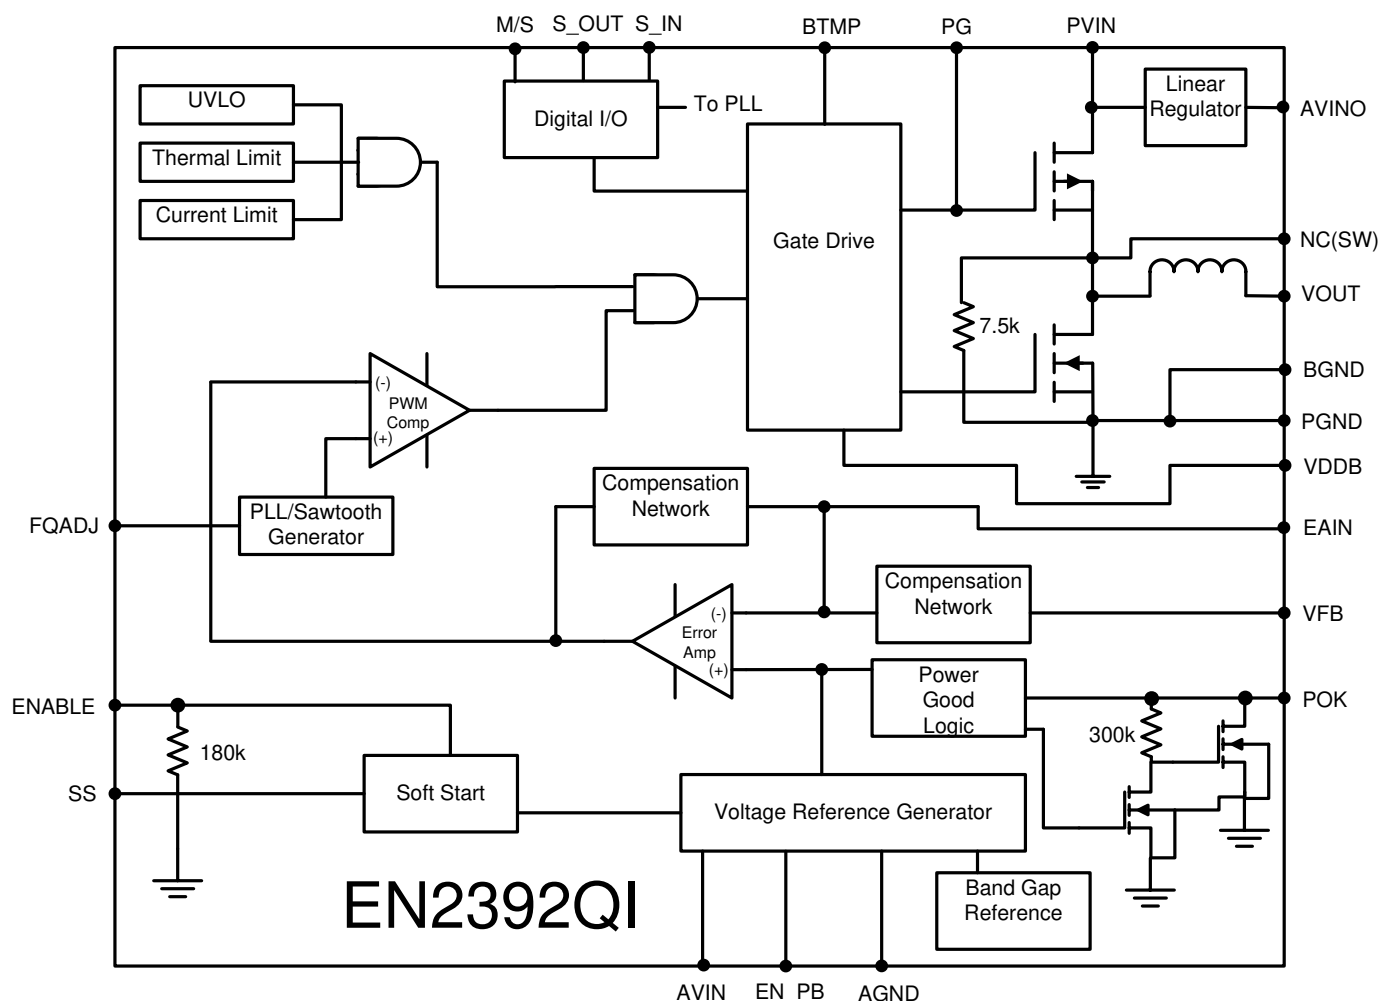 M/S S_OUT S_IN BTMP PG PVIN
UVLO
Thermal Limit
Current Limit
Digital I/O
To PLL
Linear
Regulator
AVINO
Gate Drive
NC(SW)
VOUT
7.5k
BGND
PGND
VDDB
(-)
PWM
Comp
(+)
PLL/Sawtooth
Generator
FQADJ
Compensation
Network
EAIN
Compensation
Network
VFB
(-)
Error
Amp
(+)
Power
Good
Logic
POK
300k
ENABLE
180k
SS
Soft Start
Voltage Reference Generator
Band Gap
Reference
EN2392QI
AVIN EN PB AGND